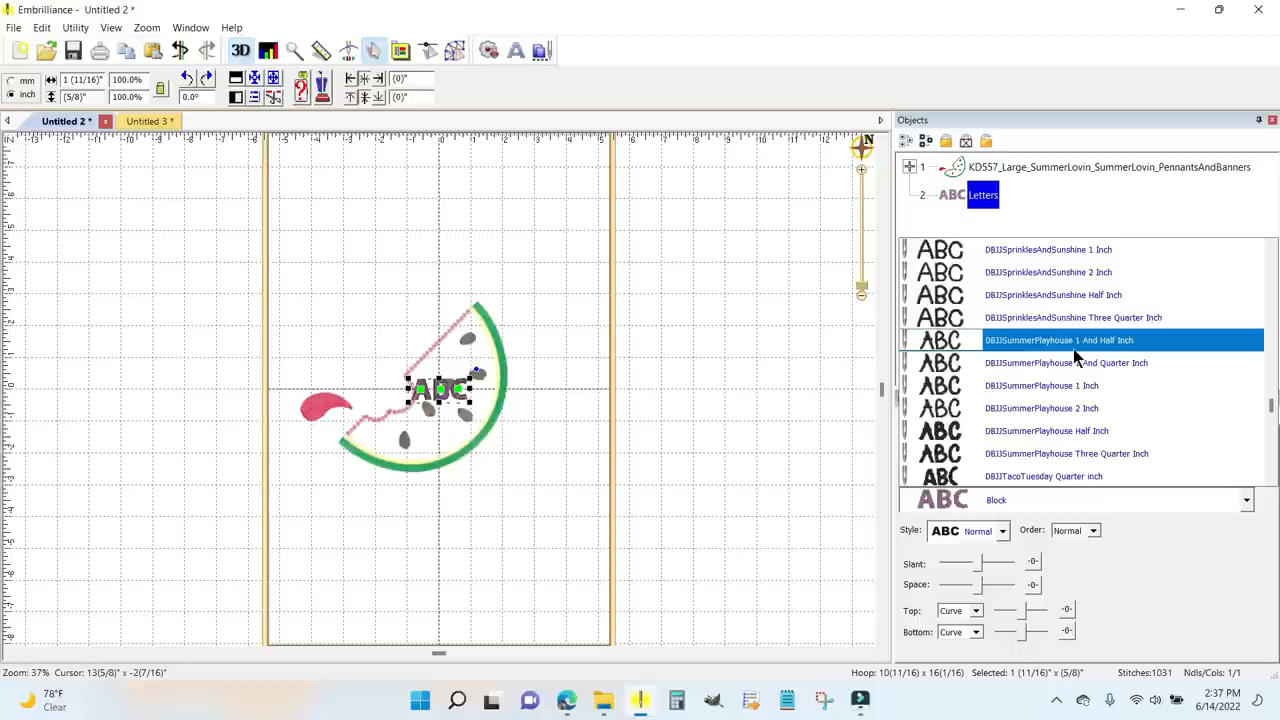 Embrilliance - Untitled 2 *
File Edit Utility View Zoom Window Help
3D
mm
1 (11/16)" 100.0% (0)"
inch
(5/8)" 100.0% 0.0° (0)"
Untitled 2 * x Untitled 3 *
Objects
1 KD557_Large_SummerLovin_SummerLovin_PennantsAndBanners
2 ABC Letters
ABC DBJJSprinklesAndSunshine 1 Inch
ABC DBJJSprinklesAndSunshine 2 Inch
ABC DBJJSprinklesAndSunshine Half Inch
ABC DBJJSprinklesAndSunshine Three Quarter Inch
ABC DBJJSummerPlayhouse 1 And Half Inch
ABC DBJJSummerPlayhouse And Quarter Inch
ABC DBJJSummerPlayhouse 1 Inch
ABC DBJJSummerPlayhouse 2 Inch
ABC DBJJSummerPlayhouse Half Inch
ABC DBJJSummerPlayhouse Three Quarter Inch
ABC DBJJTacoTuesday Quarter inch
ABC Block
Style: ABC Normal Order: Normal
Slant: -0-
Space: -0-
Top: Curve -0-
Bottom: Curve -0-
ABC
N
Zoom: 37% Cursor: 13(5/8)" x -2(7/16)" Hoop: 10(11/16) x 16(1/16) Selected: 1 (11/16)" x (5/8)" Stitches:1031 Ndls/Cols: 1/1
78°F
Clear
2:37 PM
6/14/2022